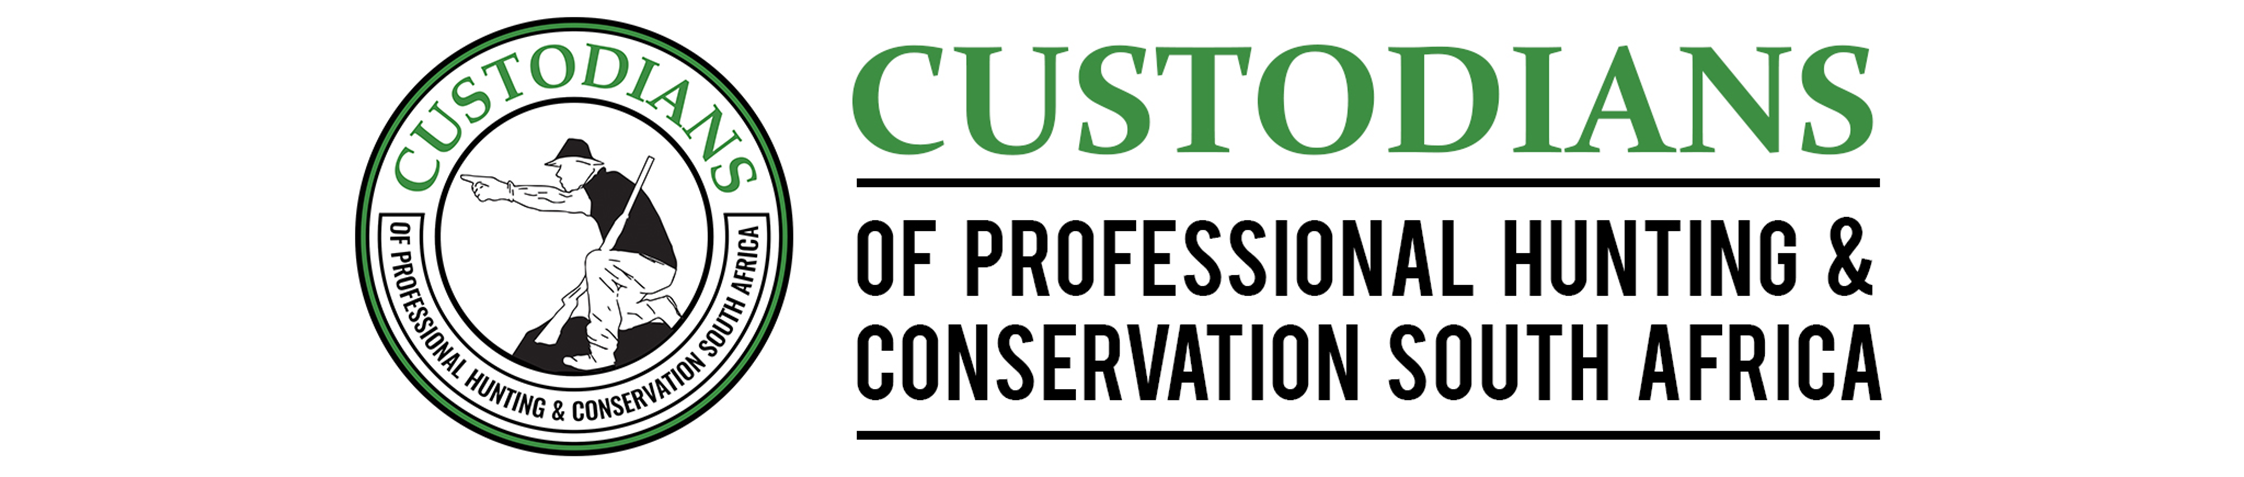 CUSTODIANS
OF PROFESSIONAL HUNTING & CONSERVATION SOUTH AFRICA
CUSTODIANS
OF PROFESSIONAL HUNTING &
CONSERVATION SOUTH AFRICA